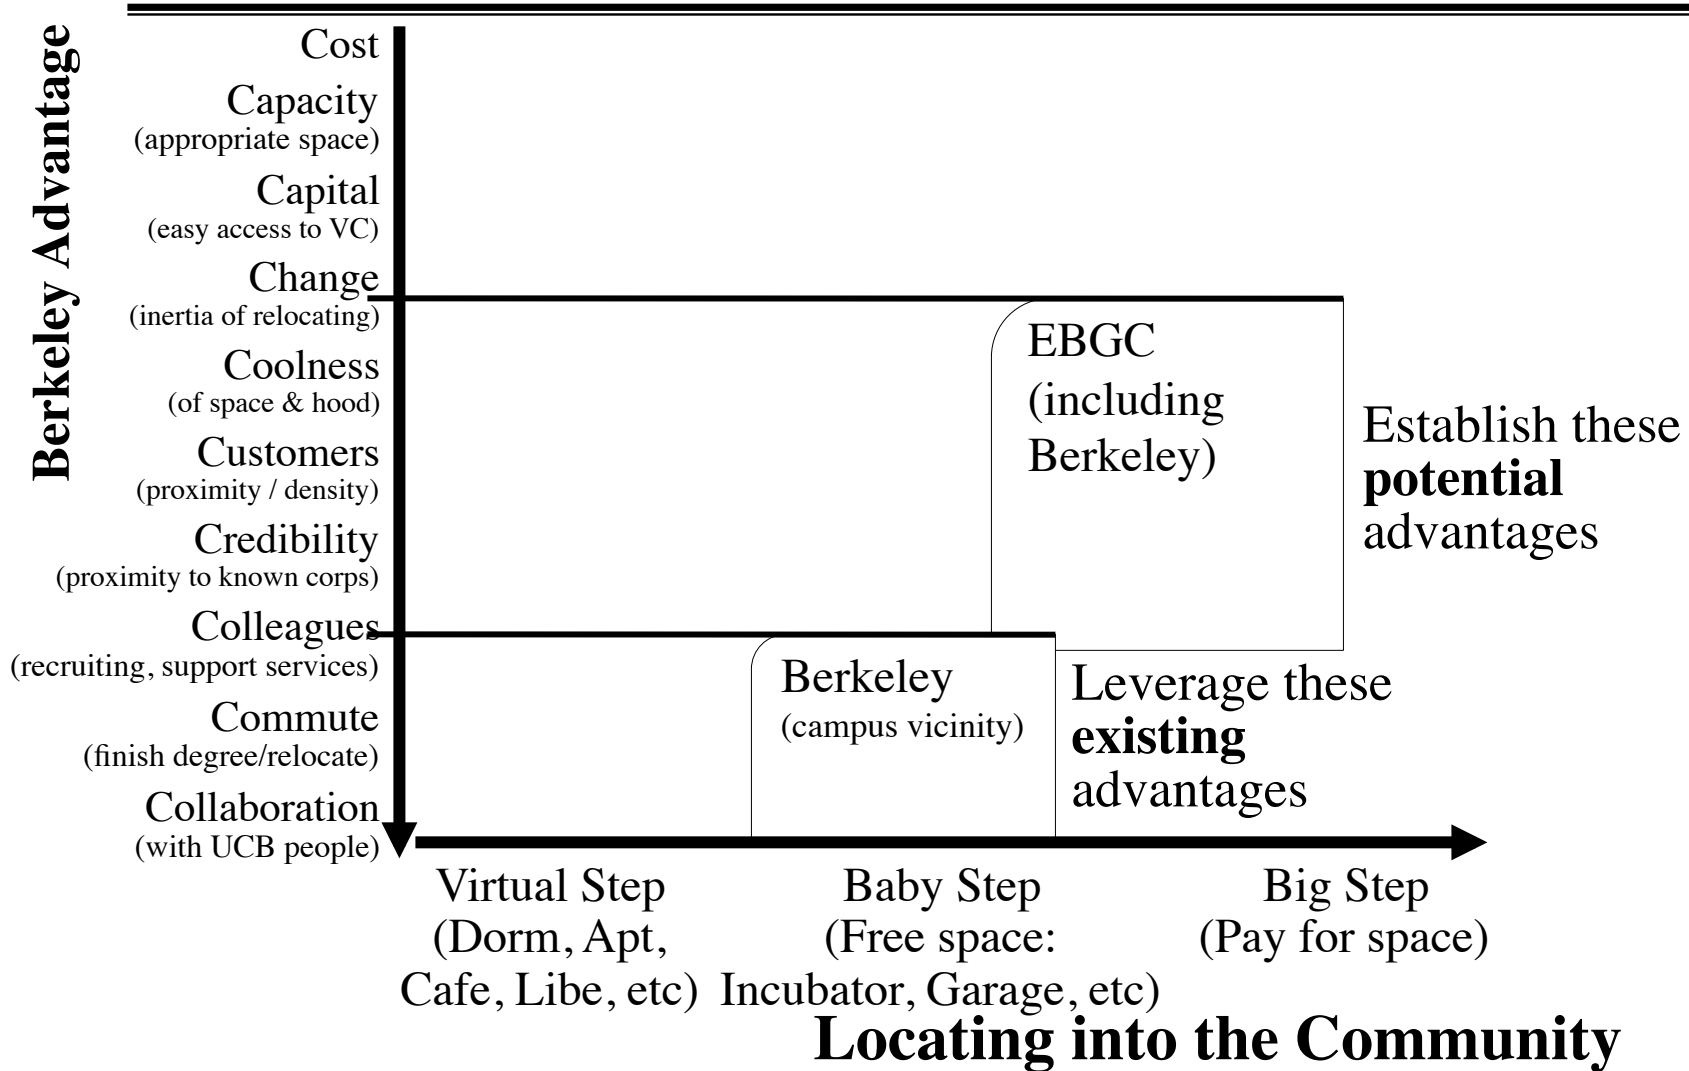 Berkeley Advantage
Cost
Capacity
(appropriate space)
Capital
(easy access to VC)
Change
(inertia of relocating)
Coolness
(of space & hood)
Customers
(proximity / density)
Credibility
(proximity to known corps)
Colleagues
(recruiting, support services)
Commute
(finish degree/relocate)
Collaboration
(with UCB people)
EBGC
(including
Berkeley)
Establish these
potential
advantages
Berkeley
(campus vicinity)
Leverage these
existing
advantages
Virtual Step
(Dorm, Apt,
Cafe, Libe, etc)
Baby Step
(Free space:
Incubator, Garage, etc)
Big Step
(Pay for space)
Locating into the Community